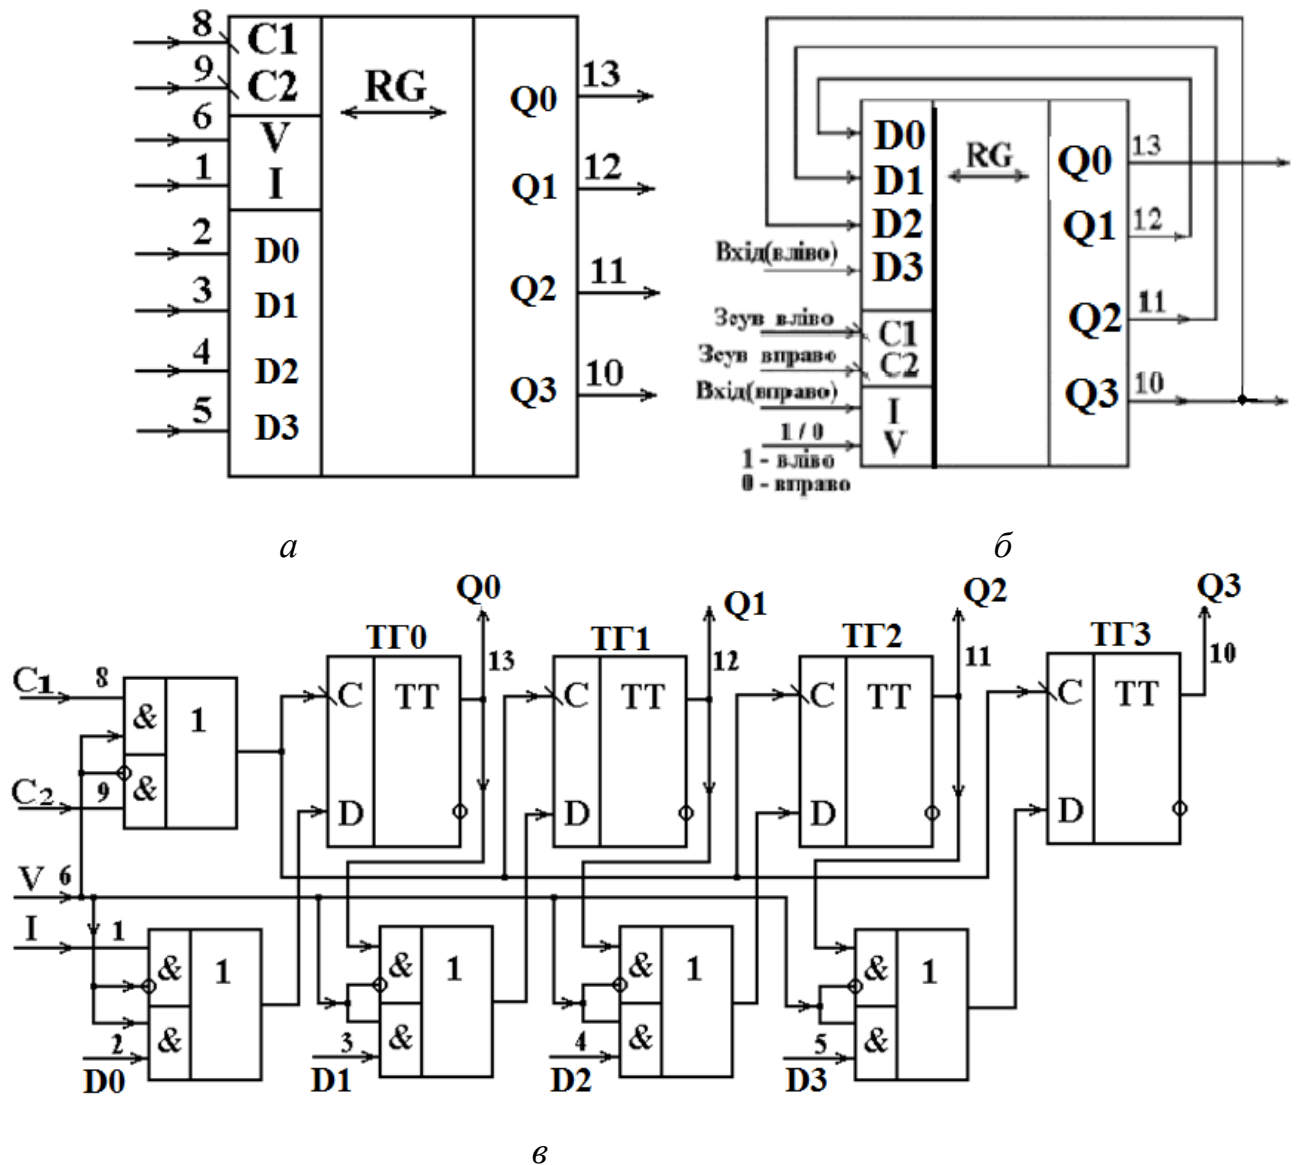 8 C1
9 C2
6 V
1 I
2 D0
3 D1
4 D2
5 D3
RG
Q0 13
Q1 12
Q2 11
Q3 10
а
D0
D1
D2
Вхід(вліво) D3
Зсув вліво C1
Зсув вправо C2
Вхід(вправо) I
1 / 0 V
1 - вліво
0 - вправо
RG
Q0 13
Q1 12
Q2 11
Q3 10
б
Q0 Q1 Q2 Q3
ТГ0 ТГ1 ТГ2 ТГ3
13 12 11 10
C1 8 & 1
C2 9 &
C TT C TT C TT C TT
D D D D
V 6
I 1
& 1 & 1 & 1 & 1
& & & &
2 3 4 5
D0 D1 D2 D3
в